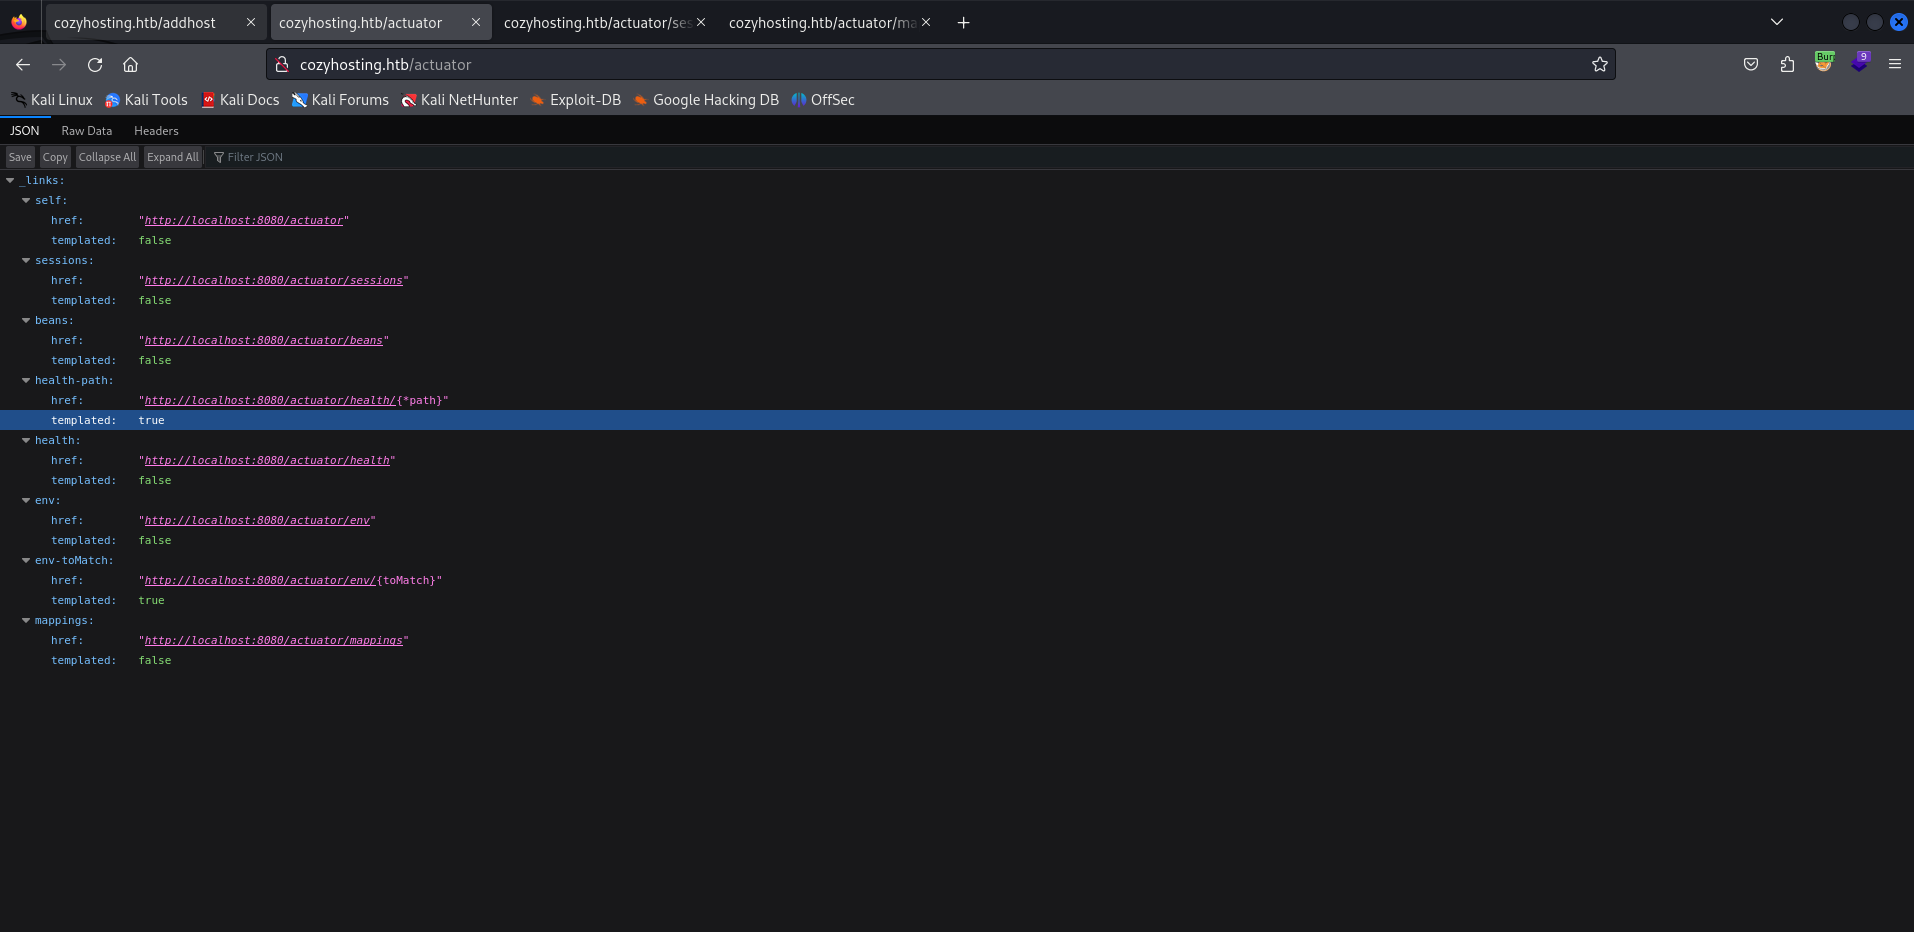 cozyhosting.htb/addhost cozyhosting.htb/actuator cozyhosting.htb/actuator/ses cozyhosting.htb/actuator/ma
cozyhosting.htb/actuator Burr 9
Kali Linux Kali Tools Kali Docs Kali Forums Kali NetHunter Exploit-DB Google Hacking DB OffSec
JSON Raw Data Headers
Save Copy Collapse All Expand All Filter JSON
_links:
self:
href: "http://localhost:8080/actuator"
templated: false
sessions:
href: "http://localhost:8080/actuator/sessions"
templated: false
beans:
href: "http://localhost:8080/actuator/beans"
templated: false
health-path:
href: "http://localhost:8080/actuator/health/{*path}"
templated: true
health:
href: "http://localhost:8080/actuator/health"
templated: false
env:
href: "http://localhost:8080/actuator/env"
templated: false
env-toMatch:
href: "http://localhost:8080/actuator/env/{toMatch}"
templated: true
mappings:
href: "http://localhost:8080/actuator/mappings"
templated: false